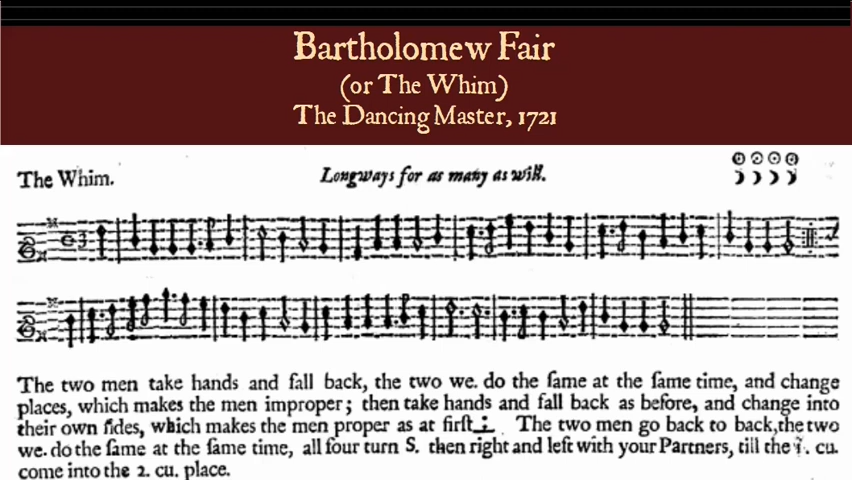 Bartholomew Fair
(or The Whim)
The Dancing Master, 1721
The Whim.
Longways for as many as will.
The two men take hands and fall back, the two we. do the ſame at the ſame time, and change
places, which makes the men improper; then take hands and fall back as before, and change into
their own ſides, which makes the men proper as at firſt : The two men go back to back, the two
we. do the ſame at the ſame time, all four turn S. then right and left with your Partners, till the 1. cu.
come into the 2. cu. place.